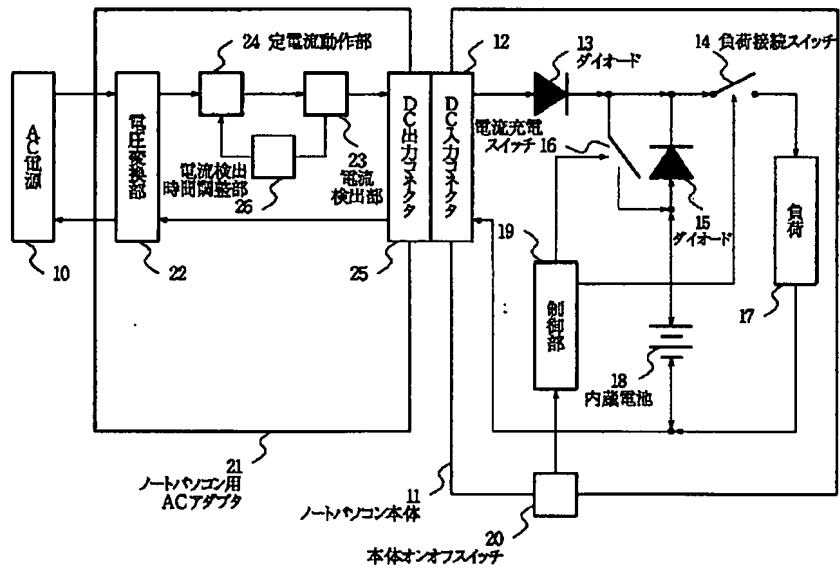 24 定電流動作部
12
13
ダイオード
14 負荷接続スイッチ
AC電源
電圧変換部
電流検出
時間調整部
26
23
電流
検出部
DC出力コネクタ
DC入力コネクタ
電流充電
スイッチ 16
15
ダイオード
負荷
10
22
25
19
制御部
17
18
内蔵電池
21
ノートパソコン用
ACアダプタ
11
ノートパソコン本体
20
本体オンオフスイッチ